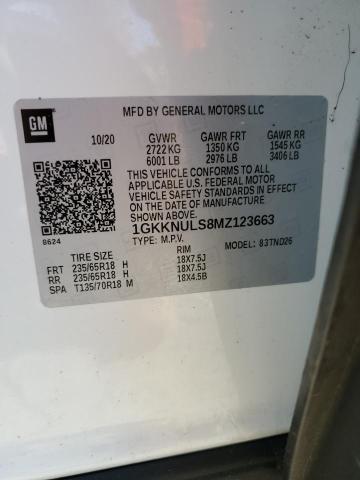 GM
MFD BY GENERAL MOTORS LLC
10/20 GVWR GAWR FRT GAWR RR
2722 KG 1350 KG 1545 KG
6001 LB 2976 LB 3406 LB
THIS VEHICLE CONFORMS TO ALL
APPLICABLE U.S. FEDERAL MOTOR
VEHICLE SAFETY STANDARDS IN EFFECT
ON THE DATE OF MANUFACTURE
SHOWN ABOVE.
1GKKNULS8MZ123663
8624 TYPE: M.P.V. MODEL: 83TND26
TIRE SIZE RIM
FRT 235/65R18 H 18X7.5J
RR 235/65R18 H 18X7.5J
SPA T135/70R18 M 18X4.5B